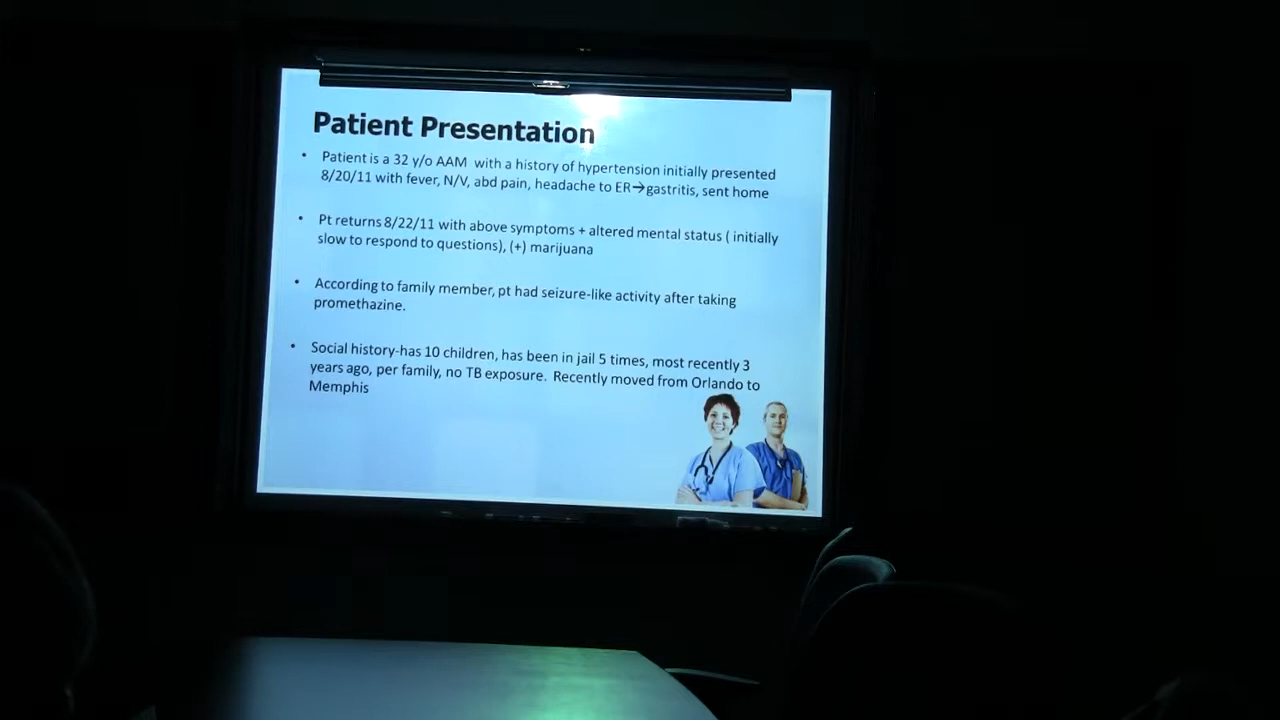 Patient Presentation
• Patient is a 32 y/o AAM with a history of hypertension initially presented
8/20/11 with fever, N/V, abd pain, headache to ER→gastritis, sent home
• Pt returns 8/22/11 with above symptoms + altered mental status ( initially
slow to respond to questions), (+) marijuana
• According to family member, pt had seizure-like activity after taking
promethazine.
• Social history-has 10 children, has been in jail 5 times, most recently 3
years ago, per family, no TB exposure. Recently moved from Orlando to
Memphis